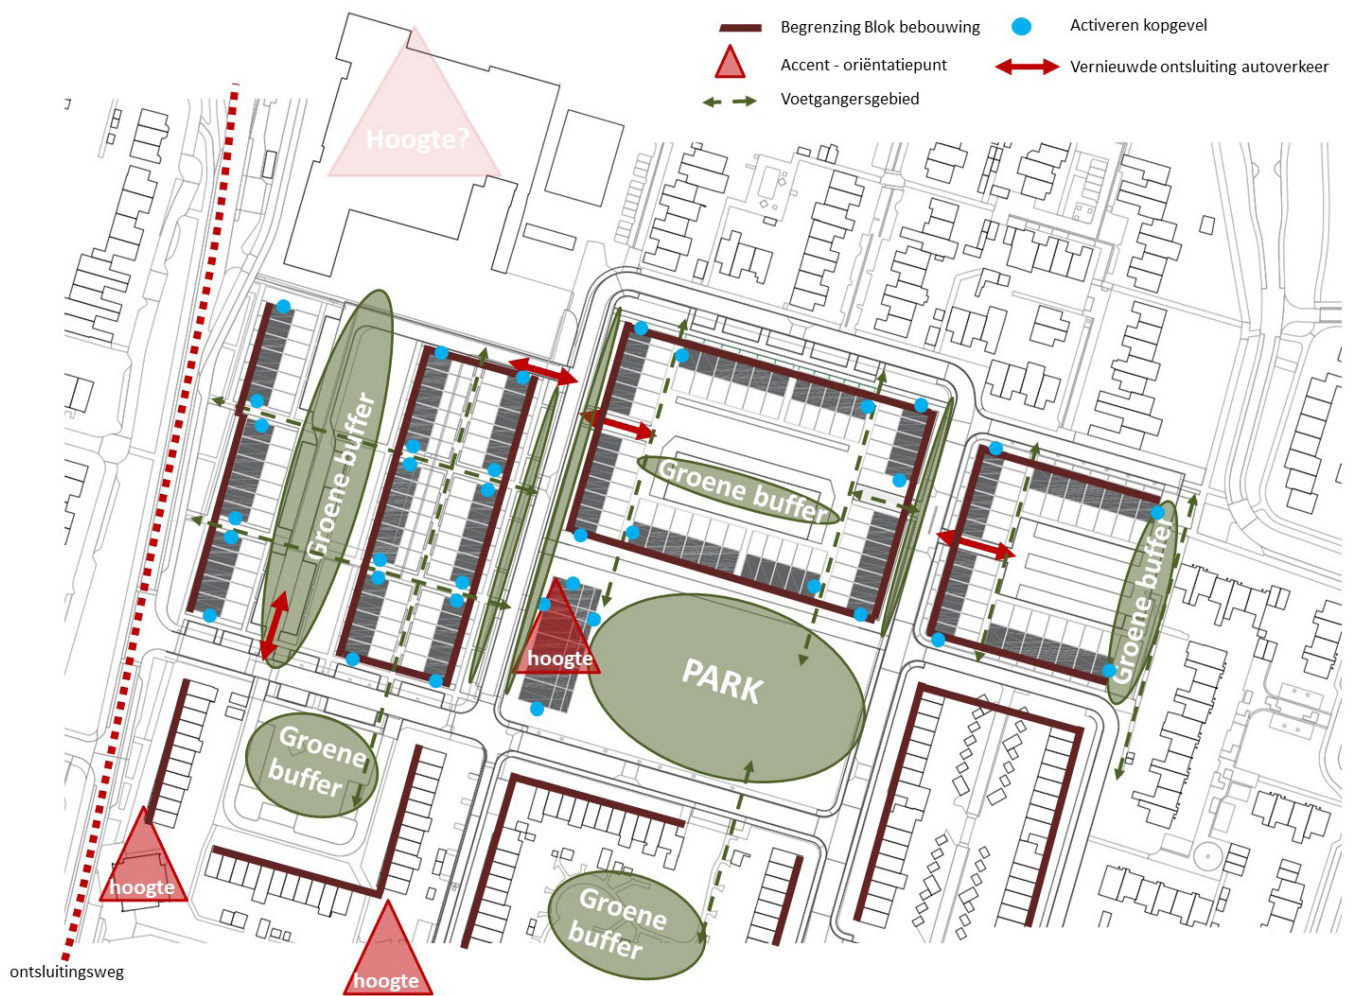 Begrenzing Blok bebouwing
Activeren kopgevel
Accent - oriëntatiepunt
Vernieuwde ontsluiting autoverkeer
Voetgangersgebied
Hoogte?
Groene buffer
Groene buffer
Groene buffer
hoogte
PARK
Groene
buffer
hoogte
Groene
buffer
hoogte
ontsluitingsweg